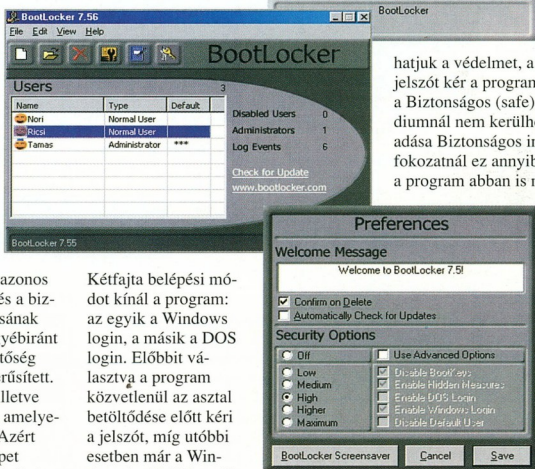 BootLocker 7.56
File Edit View Help
BootLocker
Users
3
Name Type Default
Nori Normal User
Ricsi Normal User
Tamas Administrator ***
Disabled Users 0
Administrators 1
Log Events 6
Check for Update
www.bootlocker.com
BootLocker 7.55
BootLocker
hatjuk a védelmet, a
jelszót kér a program
a Biztonságos (safe)
diumnál nem kerülhe
adása Biztonságos in
fokozatnál ez annyib
a program abban is n
azonos
és a biz-
sának
yébiránt
tőség
rűsített.
lletve
amelye-
Azért
pet
Kétfajta belépési mó-
dot kínál a program:
az egyik a Windows
login, a másik a DOS
login. Előbbit vá-
lasztva a program
közvetlenül az asztal
betöltődése előtt kéri
a jelszót, míg utóbbi
esetben már a Win-
Preferences
Welcome Message
Welcome to BootLocker 7.5!
Confirm on Delete
Automatically Check for Updates
Security Options
Off
Low
Medium
High
Higher
Maximum
Use Advanced Options
Disable BootKeys
Enable Hidden Measures
Enable DOS Login
Enable Windows Login
Disable Default User
BootLocker Screensaver Cancel Save